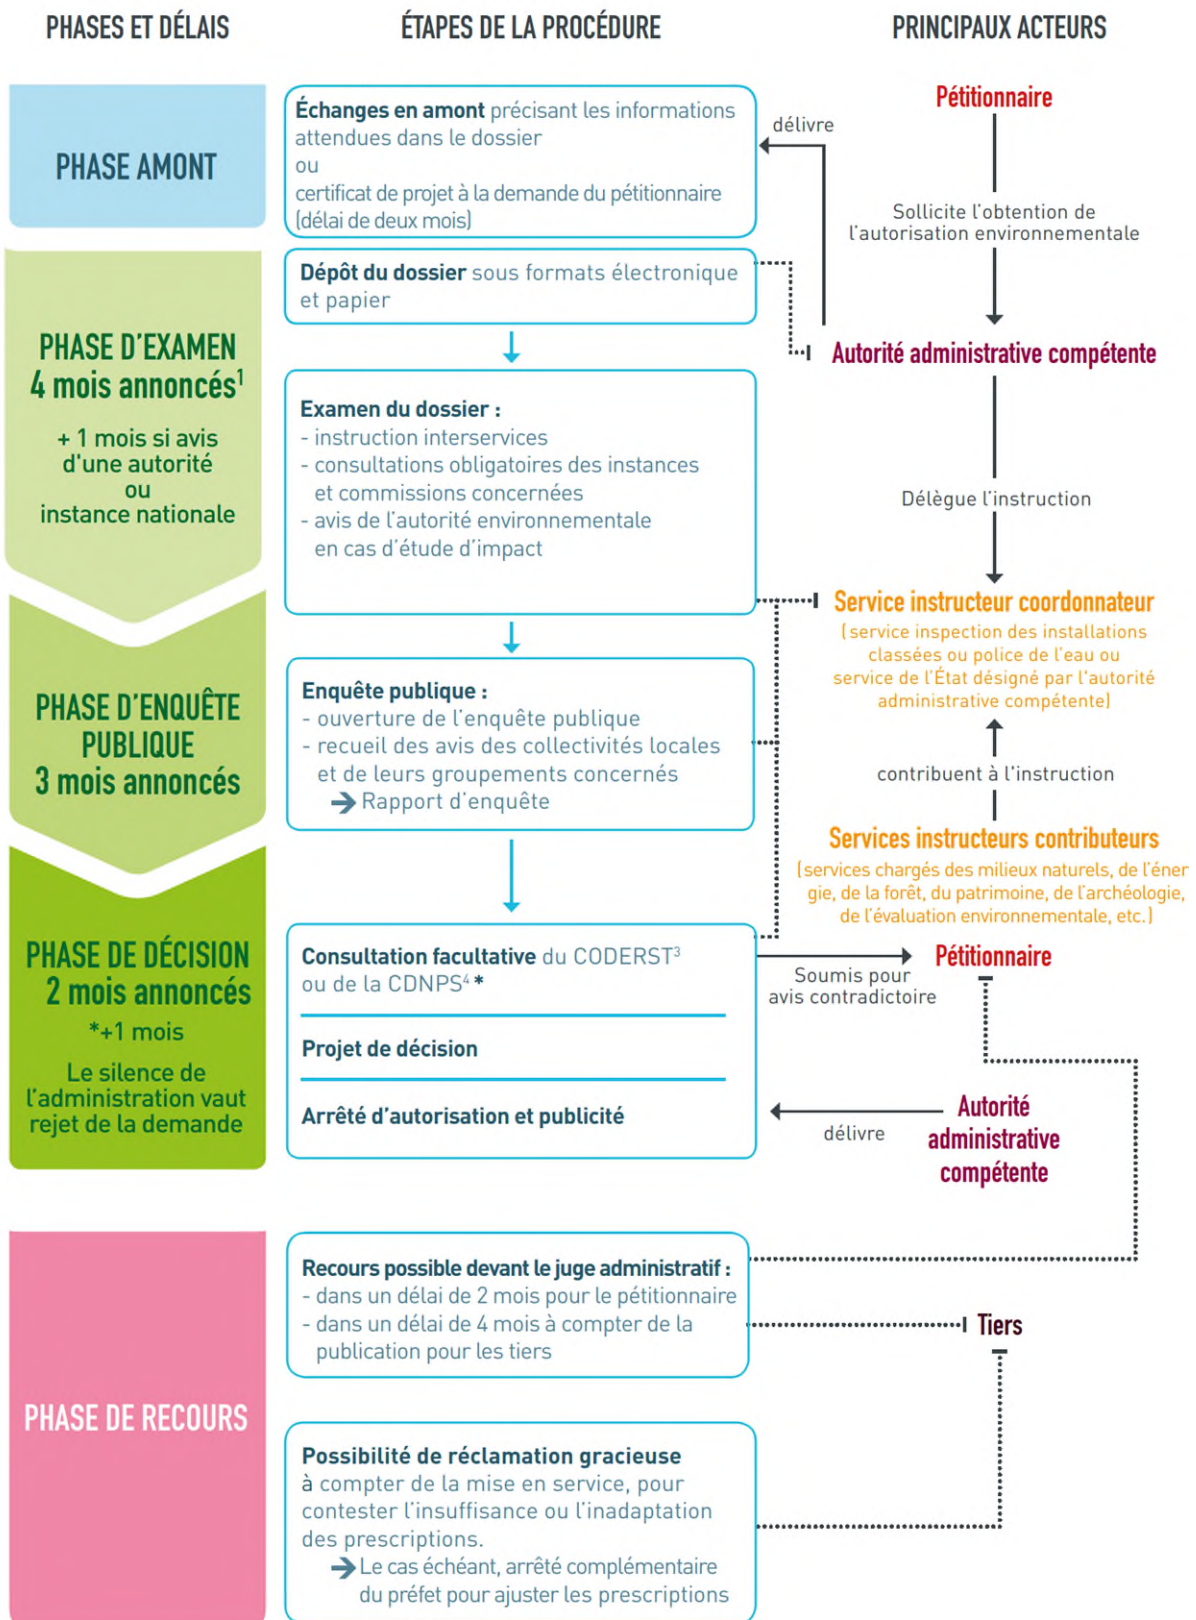 PHASES ET DÉLAIS
ÉTAPES DE LA PROCÉDURE
PRINCIPAUX ACTEURS
PHASE AMONT
Échanges en amont précisant les informations
attendues dans le dossier
ou
certificat de projet à la demande du pétitionnaire
(délai de deux mois)
délivre
Pétitionnaire
Sollicite l'obtention de
l'autorisation environnementale
PHASE D'EXAMEN
4 mois annoncés¹
+ 1 mois si avis
d'une autorité
ou
instance nationale
Dépôt du dossier sous formats électronique
et papier
Autorité administrative compétente
Examen du dossier :
- instruction interservices
- consultations obligatoires des instances
et commissions concernées
- avis de l'autorité environnementale
en cas d'étude d'impact
Délègue l'instruction
Service instructeur coordonnateur
(service inspection des installations
classées ou police de l'eau ou
service de l'État désigné par l'autorité
administrative compétente)
PHASE D'ENQUÊTE
PUBLIQUE
3 mois annoncés
Enquête publique :
- ouverture de l'enquête publique
- recueil des avis des collectivités locales
et de leurs groupements concernés
→ Rapport d'enquête
contribuent à l'instruction
Services instructeurs contributeurs
(services chargés des milieux naturels, de l'éner
gie, de la forêt, du patrimoine, de l'archéologie,
de l'évaluation environnementale, etc.)
PHASE DE DÉCISION
2 mois annoncés
*+1 mois
Le silence de
l'administration vaut
rejet de la demande
Consultation facultative du CODERST³
ou de la CDNPS⁴ *
Projet de décision
Arrêté d'autorisation et publicité
Soumis pour
avis contradictoire
Pétitionnaire
délivre
Autorité
administrative
compétente
PHASE DE RECOURS
Recours possible devant le juge administratif :
- dans un délai de 2 mois pour le pétitionnaire
- dans un délai de 4 mois à compter de la
publication pour les tiers
Tiers
Possibilité de réclamation gracieuse
à compter de la mise en service, pour
contester l'insuffisance ou l'inadaptation
des prescriptions.
→ Le cas échéant, arrêté complémentaire
du préfet pour ajuster les prescriptions